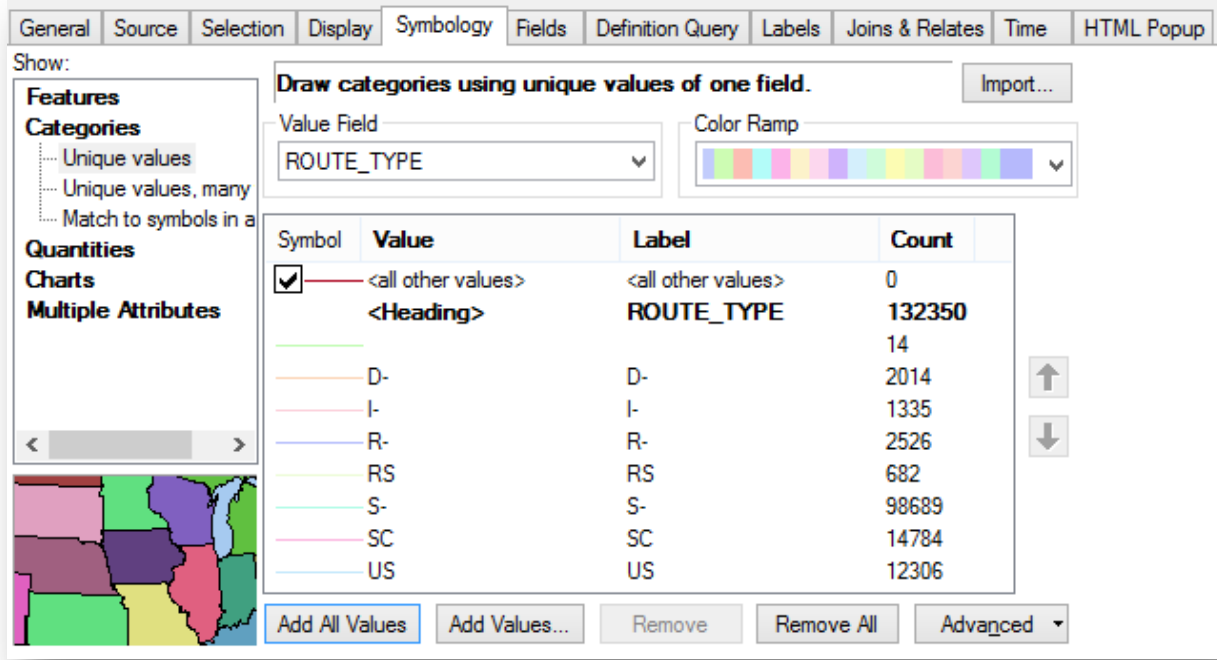 General Source Selection Display Symbology Fields Definition Query Labels Joins & Relates Time HTML Popup
Show:
Features
Categories
Unique values
Unique values, many
Match to symbols in a
Quantities
Charts
Multiple Attributes
Draw categories using unique values of one field.
Import...
Value Field
ROUTE_TYPE
Color Ramp
Symbol Value Label Count
<all other values> <all other values> 0
<Heading> ROUTE_TYPE 132350
14
D- D- 2014
I- I- 1335
R- R- 2526
RS RS 682
S- S- 98689
SC SC 14784
US US 12306
Add All Values Add Values... Remove Remove All Advanced